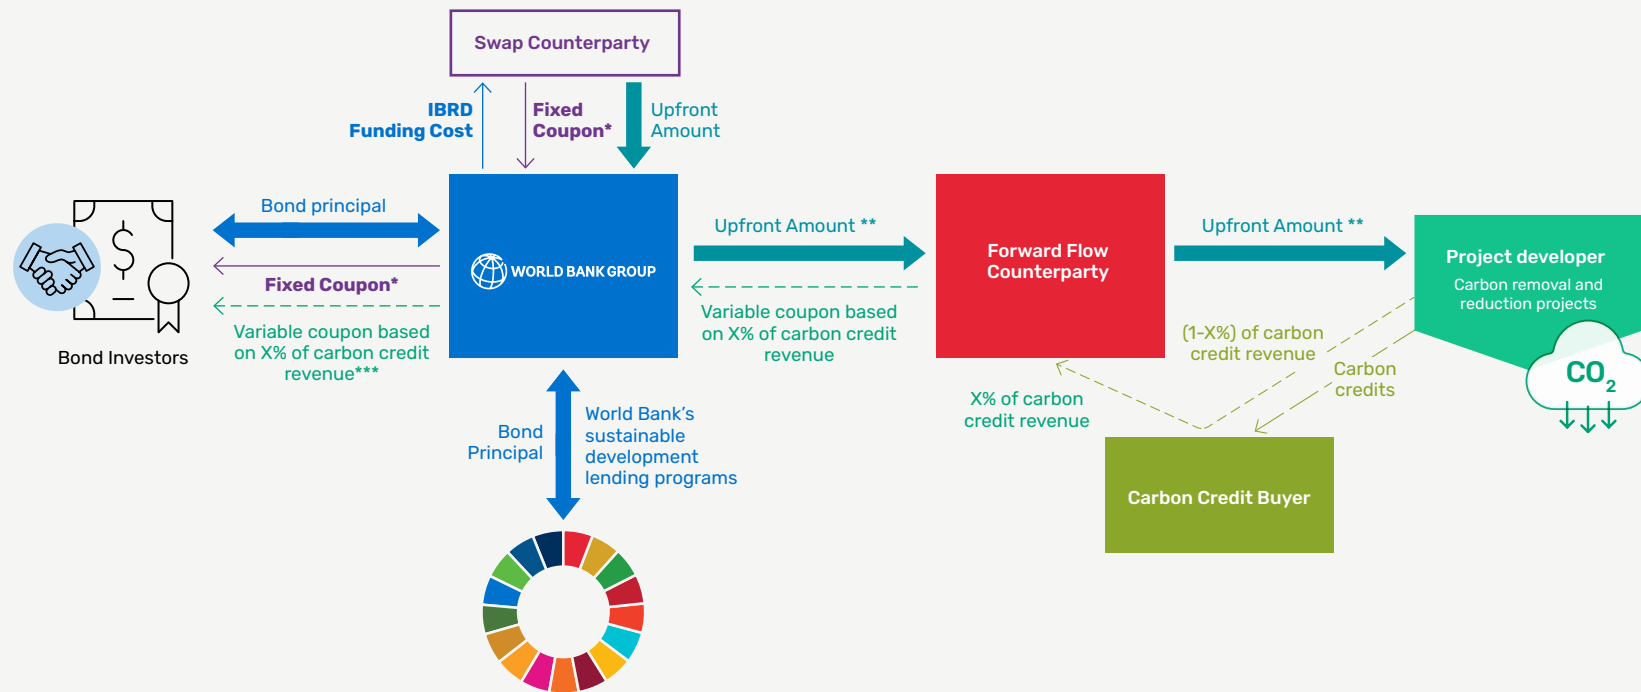 Swap Counterparty
IBRD
Funding Cost
Fixed
Coupon*
Upfront
Amount
Bond principal
Fixed Coupon*
Variable coupon based
on X% of carbon credit
revenue***
Bond Investors
WORLD BANK GROUP
Upfront Amount **
Variable coupon based
on X% of carbon credit
revenue
Forward Flow
Counterparty
Upfront Amount **
Project developer
Carbon removal and
reduction projects
CO2
(1-X%) of carbon
credit revenue
Carbon
credits
X% of carbon
credit revenue
Carbon Credit Buyer
Bond
Principal
World Bank’s
sustainable
development
lending programs